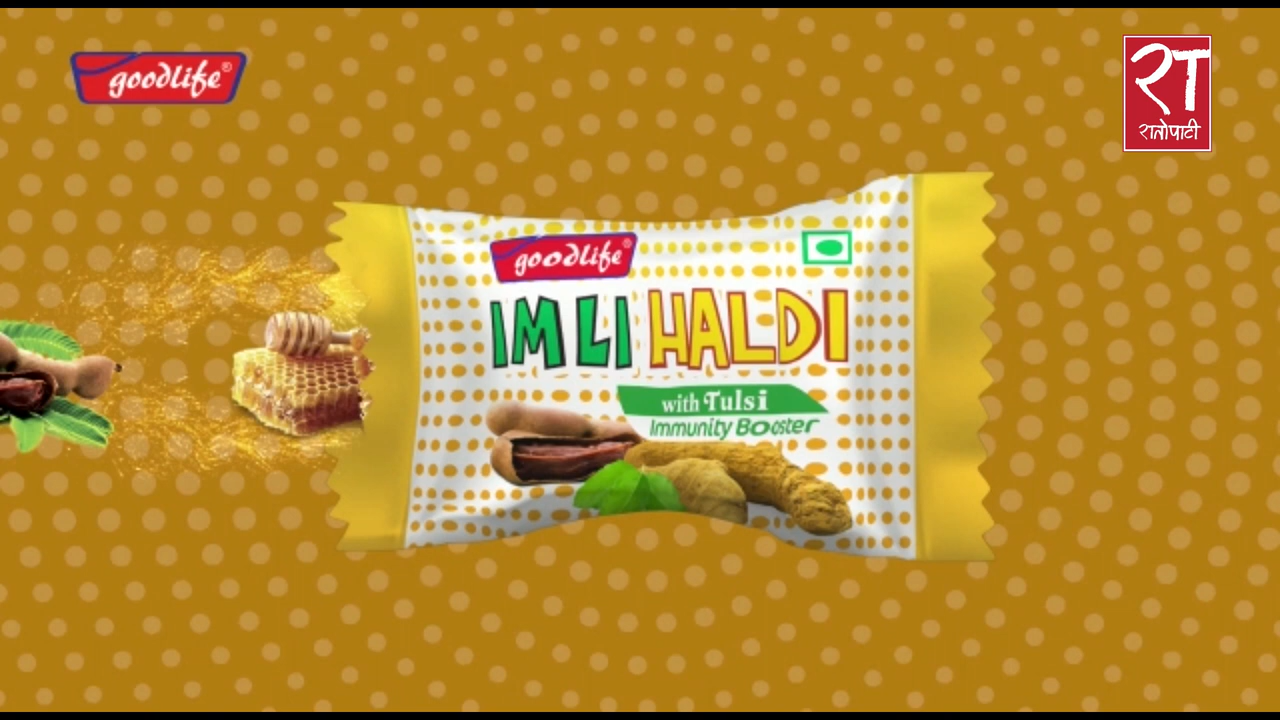 goodlife®
रा
रातोपाटी
goodlife®
IMLI HALDI
with Tulsi
Immunity Booster